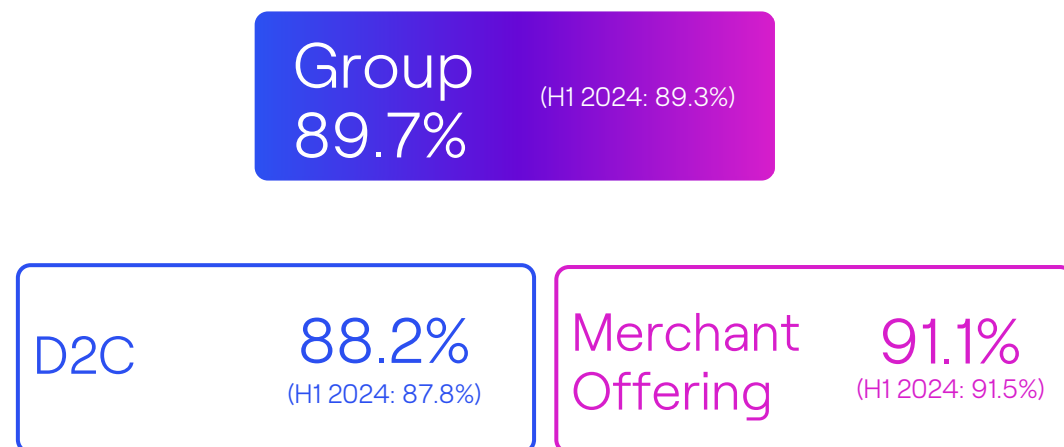 Group
89.7%
(H1 2024: 89.3%)
D2C
88.2%
(H1 2024: 87.8%)
Merchant
Offering
91.1%
(H1 2024: 91.5%)